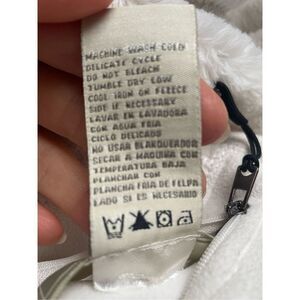 MACHINE WASH COLD
DELICATE CYCLE
DO NOT BLEACH
TUMBLE DRY LOW
COOL IRON ON FLEECE
SIDE IF NECESSARY
LAVAR EN LAVADORA
CON AGUA FRIA
CICLO DELICADO
NO USAR BLANQUEADOR
SECAR A MAQUINA CON
TEMPERATURA BAJA
PLANCHAR CON
PLANCHA FRIA DE FELPA
LADO SI ES NECESARIO